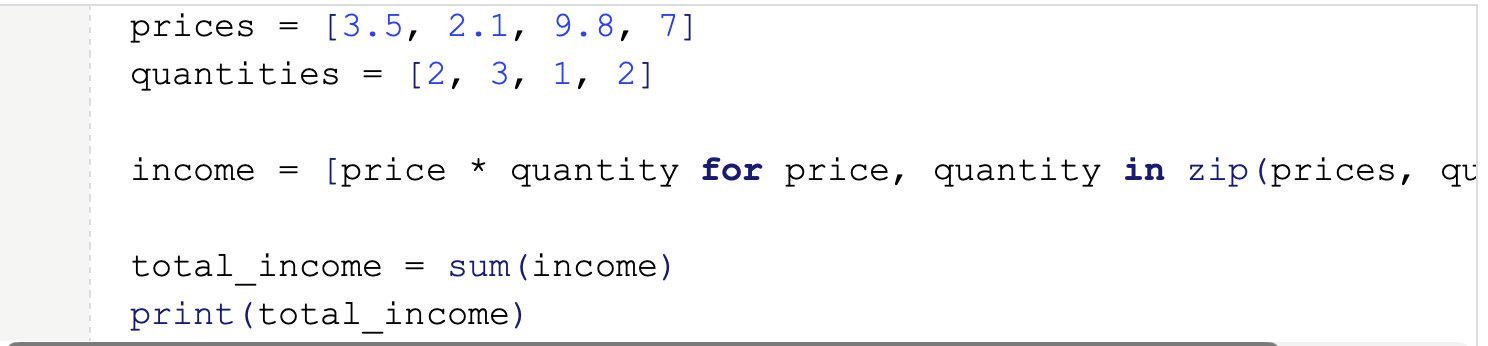 prices = [3.5, 2.1, 9.8, 7]
quantities = [2, 3, 1, 2]
income = [price * quantity for price, quantity in zip(prices, qu
total_income = sum(income)
print(total_income)